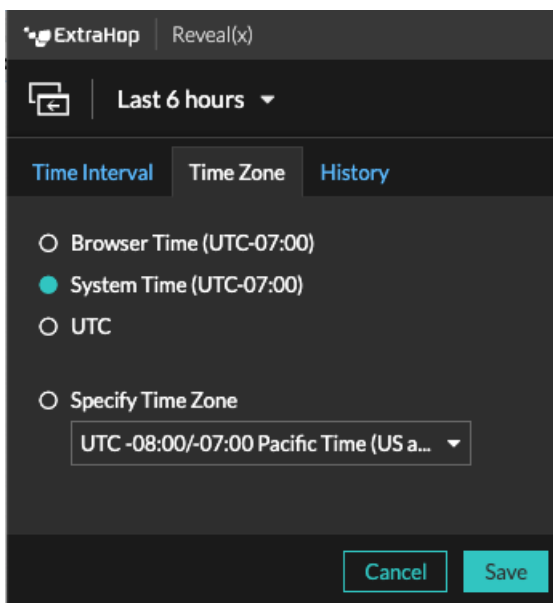 ExtraHop Reveal(x)
Last 6 hours
Time Interval Time Zone History
Browser Time (UTC-07:00)
System Time (UTC-07:00)
UTC
Specify Time Zone
UTC -08:00/-07:00 Pacific Time (US a...
Cancel Save